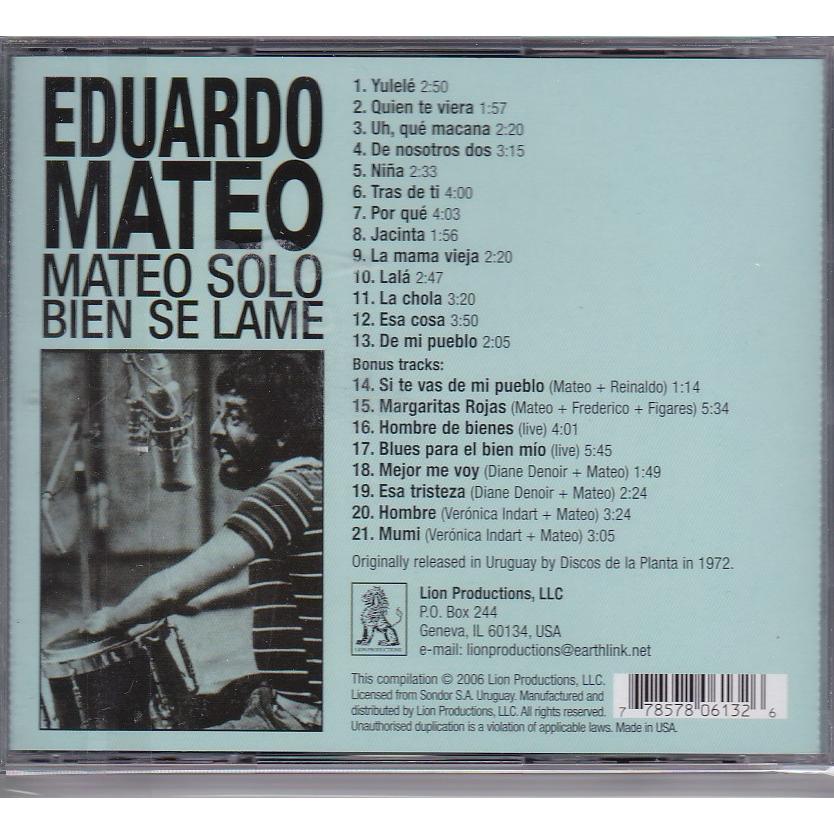 EDUARDO
MATEO
MATEO SOLO
BIEN SE LAME
1. Yulelé 2:50
2. Quien te viera 1:57
3. Uh, qué macana 2:20
4. De nosotros dos 3:15
5. Niña 2:33
6. Tras de ti 4:00
7. Por qué 4:03
8. Jacinta 1:56
9. La mama vieja 2:20
10. Lalá 2:47
11. La chola 3:20
12. Esa cosa 3:50
13. De mi pueblo 2:05
Bonus tracks:
14. Si te vas de mi pueblo (Mateo + Reinaldo) 1:14
15. Margaritas Rojas (Mateo + Frederico + Figares) 5:34
16. Hombre de bienes (live) 4:01
17. Blues para el bien mío (live) 5:45
18. Mejor me voy (Diane Denoir + Mateo) 1:49
19. Esa tristeza (Diane Denoir + Mateo) 2:24
20. Hombre (Verónica Indart + Mateo) 3:24
21. Mumi (Verónica Indart + Mateo) 3:05
Originally released in Uruguay by Discos de la Planta in 1972.
LION PRODUCTIONS
Lion Productions, LLC
P.O. Box 244
Geneva, IL 60134, USA
e-mail: lionproductions@earthlink.net
This compilation © 2006 Lion Productions, LLC.
Licensed from Sondor S.A. Uruguay. Manufactured and
distributed by Lion Productions, LLC. All rights reserved.
Unauthorised duplication is a violation of applicable laws. Made in USA.
7 78578 06132 6